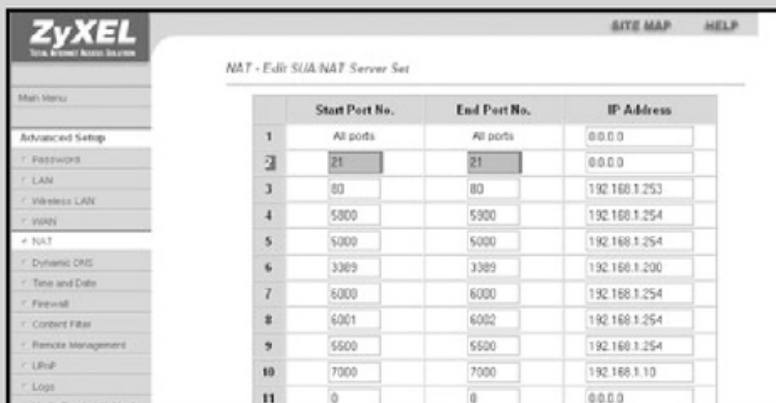 ZyXEL
TOTAL INTERNET ACCESS SOLUTION
SITE MAP HELP
NAT - Edit SUA/NAT Server Set
Main Menu
Advanced Setup
Password
LAN
Wireless LAN
WAN
NAT
Dynamic DNS
Time and Date
Firewall
Content Filter
Remote Management
UPnP
Logs
Start Port No. End Port No. IP Address
1 All ports All ports 0.0.0.0
2 21 21 0.0.0.0
3 80 80 192.168.1.253
4 5800 5900 192.168.1.254
5 5000 5000 192.168.1.254
6 3389 3389 192.168.1.200
7 6000 6000 192.168.1.254
8 6001 6002 192.168.1.254
9 5500 5500 192.168.1.254
10 7000 7000 192.168.1.10
11 0 0 0.0.0.0